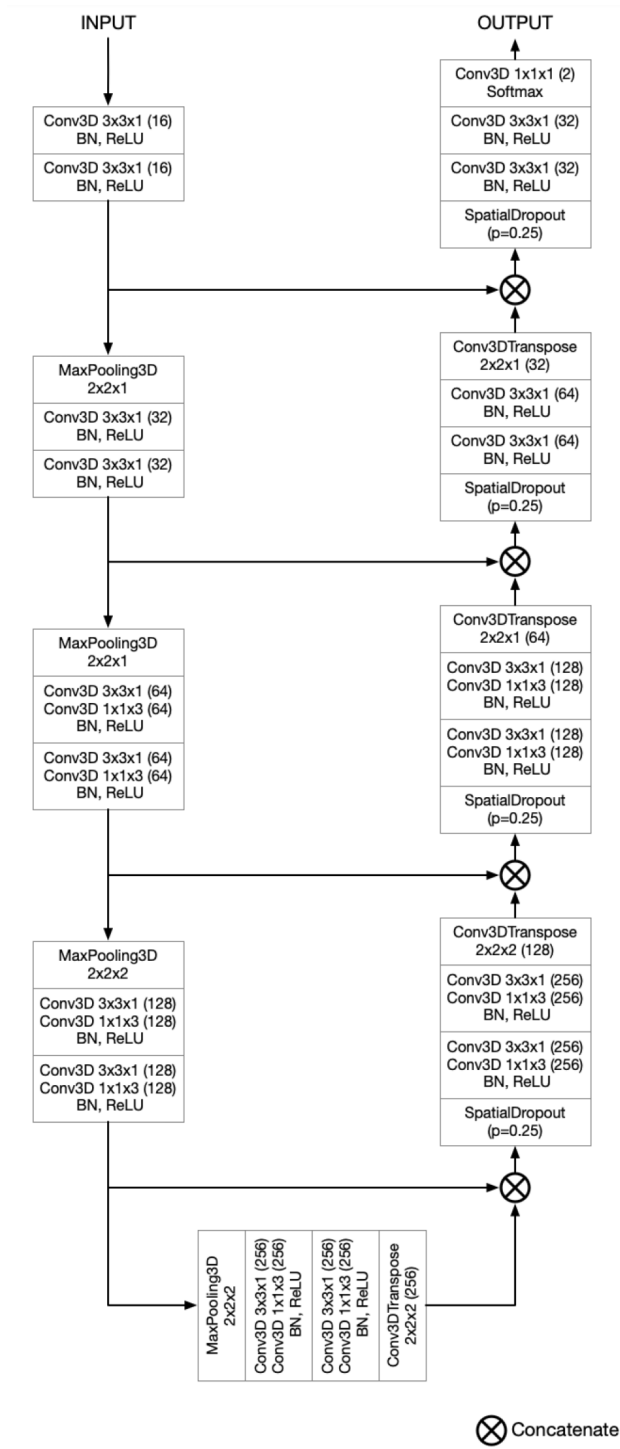 INPUT
Conv3D 3x3x1 (16)
BN, ReLU
Conv3D 3x3x1 (16)
BN, ReLU
MaxPooling3D
2x2x1
Conv3D 3x3x1 (32)
BN, ReLU
Conv3D 3x3x1 (32)
BN, ReLU
MaxPooling3D
2x2x1
Conv3D 3x3x1 (64)
Conv3D 1x1x3 (64)
BN, ReLU
Conv3D 3x3x1 (64)
Conv3D 1x1x3 (64)
BN, ReLU
MaxPooling3D
2x2x2
Conv3D 3x3x1 (128)
Conv3D 1x1x3 (128)
BN, ReLU
Conv3D 3x3x1 (128)
Conv3D 1x1x3 (128)
BN, ReLU
MaxPooling3D
2x2x2
Conv3D 3x3x1 (256)
Conv3D 1x1x3 (256)
BN, ReLU
Conv3D 3x3x1 (256)
Conv3D 1x1x3 (256)
BN, ReLU
Conv3DTranspose
2x2x2 (256)
OUTPUT
Conv3D 1x1x1 (2)
Softmax
Conv3D 3x3x1 (32)
BN, ReLU
Conv3D 3x3x1 (32)
BN, ReLU
SpatialDropout
(p=0.25)
Conv3DTranspose
2x2x1 (32)
Conv3D 3x3x1 (64)
BN, ReLU
Conv3D 3x3x1 (64)
BN, ReLU
SpatialDropout
(p=0.25)
Conv3DTranspose
2x2x1 (64)
Conv3D 3x3x1 (128)
Conv3D 1x1x3 (128)
BN, ReLU
Conv3D 3x3x1 (128)
Conv3D 1x1x3 (128)
BN, ReLU
SpatialDropout
(p=0.25)
Conv3DTranspose
2x2x2 (128)
Conv3D 3x3x1 (256)
Conv3D 1x1x3 (256)
BN, ReLU
Conv3D 3x3x1 (256)
Conv3D 1x1x3 (256)
BN, ReLU
SpatialDropout
(p=0.25)
Concatenate